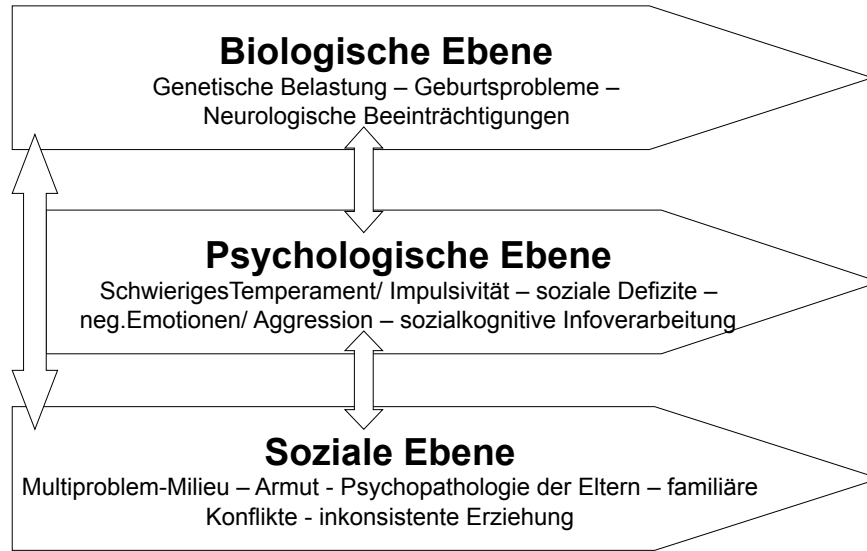 Biologische Ebene
Genetische Belastung – Geburtsprobleme –
Neurologische Beeinträchtigungen
Psychologische Ebene
SchwierigesTemperament/ Impulsivität – soziale Defizite –
neg.Emotionen/ Aggression – sozialkognitive Infoverarbeitung
Soziale Ebene
Multiproblem-Milieu – Armut - Psychopathologie der Eltern – familiäre
Konflikte - inkonsistente Erziehung